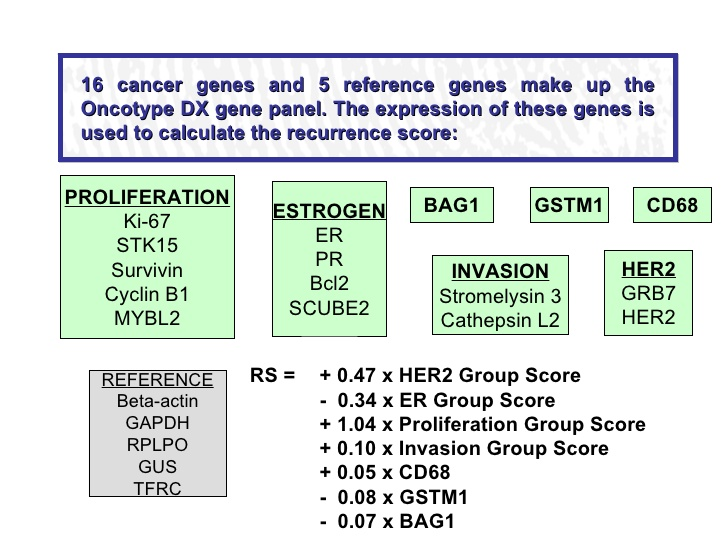 16 cancer genes and 5 reference genes make up the
Oncotype DX gene panel. The expression of these genes is
used to calculate the recurrence score:
PROLIFERATION
Ki-67
STK15
Survivin
Cyclin B1
MYBL2
ESTROGEN
ER
PR
Bcl2
SCUBE2
BAG1
GSTM1
CD68
INVASION
Stromelysin 3
Cathepsin L2
HER2
GRB7
HER2
REFERENCE
Beta-actin
GAPDH
RPLPO
GUS
TFRC
RS = + 0.47 x HER2 Group Score
- 0.34 x ER Group Score
+ 1.04 x Proliferation Group Score
+ 0.10 x Invasion Group Score
+ 0.05 x CD68
- 0.08 x GSTM1
- 0.07 x BAG1